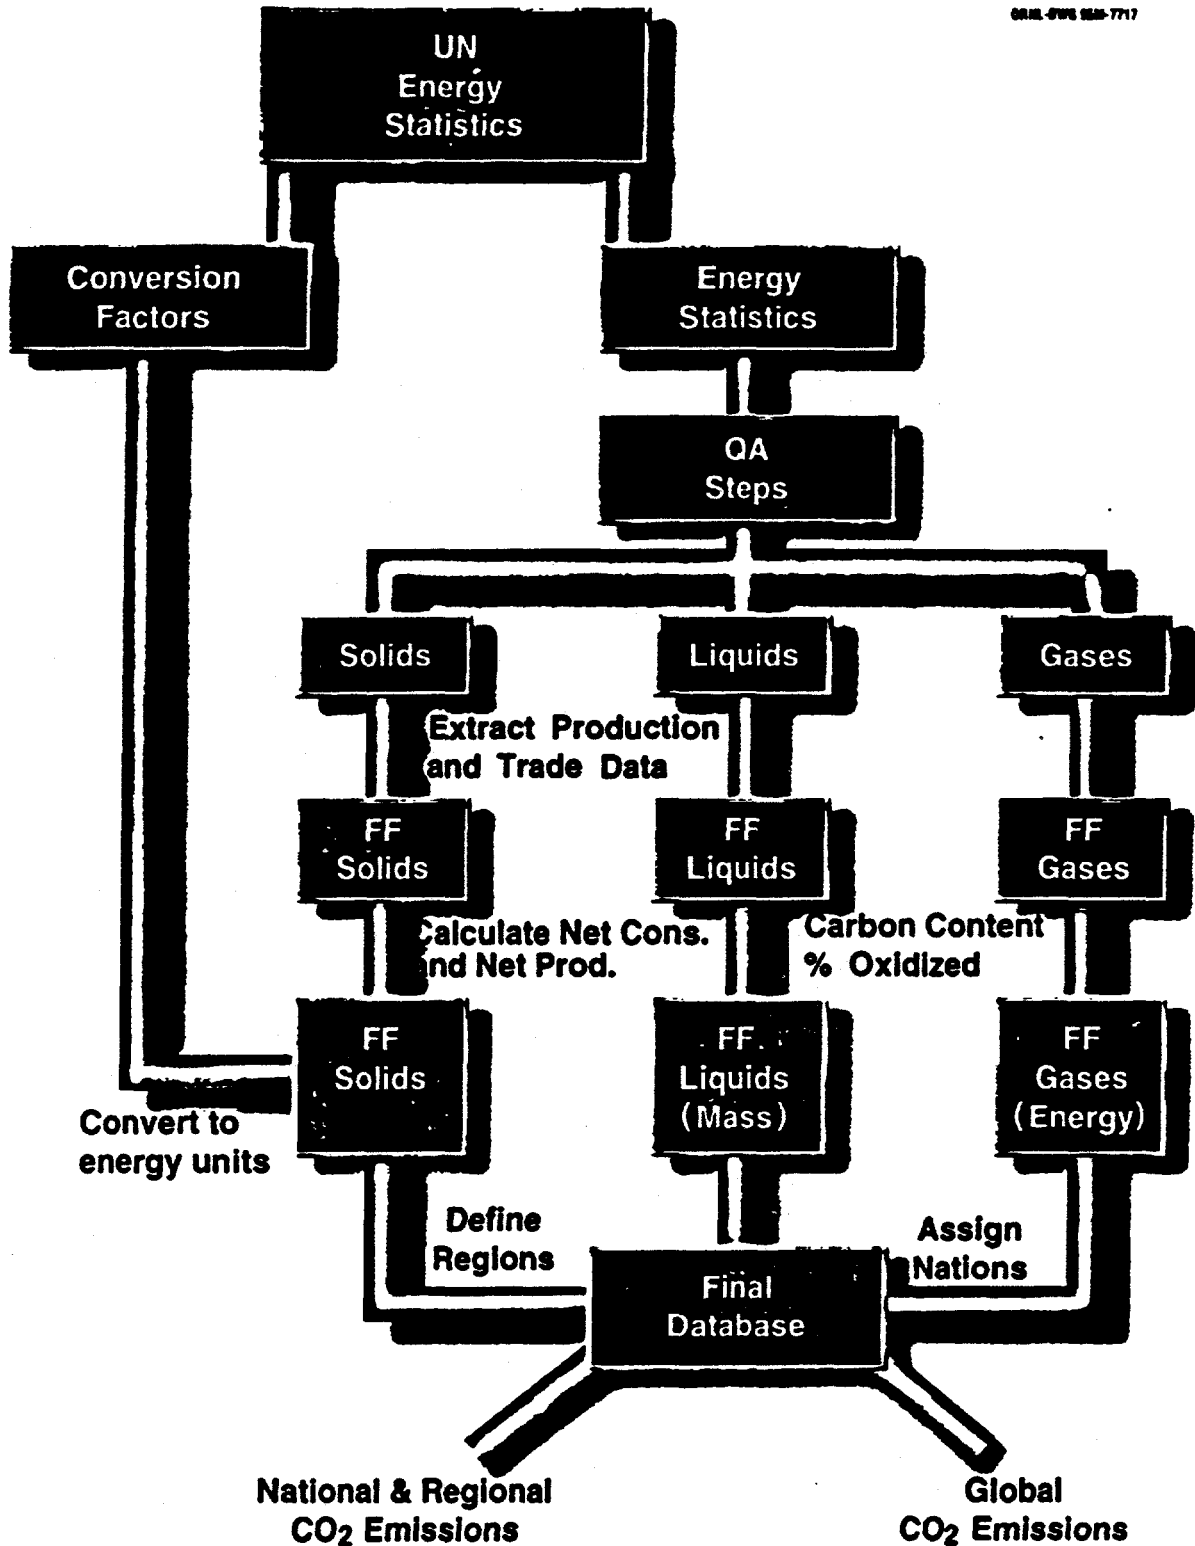 UN
Energy
Statistics
Conversion
Factors
Energy
Statistics
QA
Steps
Solids
Liquids
Gases
Extract Production
and Trade Data
FF
Solids
FF
Liquids
FF
Gases
Calculate Net Cons.
and Net Prod.
Carbon Content
% Oxidized
FF
Solids
FF
Liquids
(Mass)
FF
Gases
(Energy)
Convert to
energy units
Define
Regions
Assign
Nations
Final
Database
National & Regional
CO2 Emissions
Global
CO2 Emissions